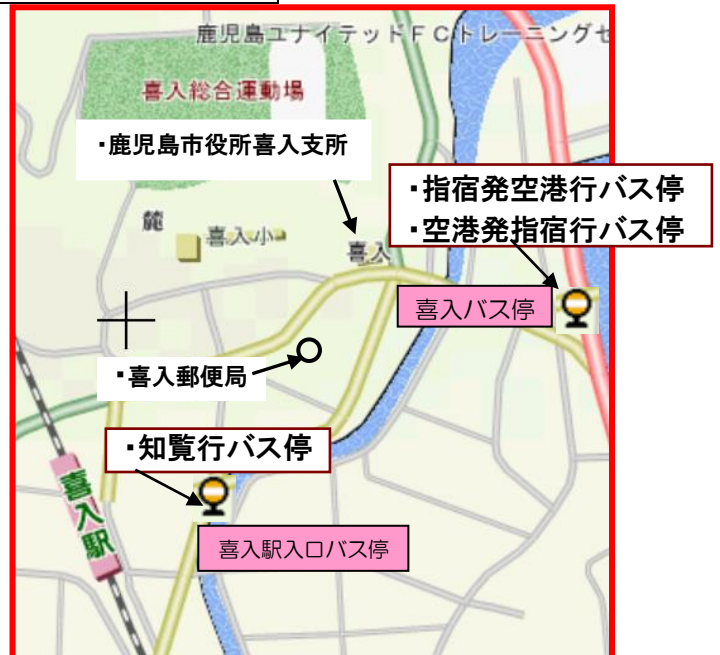 鹿児島ユナイテッドFCトレーニングセ
喜入総合運動場
・鹿児島市役所喜入支所
・指宿発空港行バス停
・空港発指宿行バス停
麓
喜入小
喜入
喜入バス停
・喜入郵便局
・知覧行バス停
喜入駅
喜入駅入口バス停